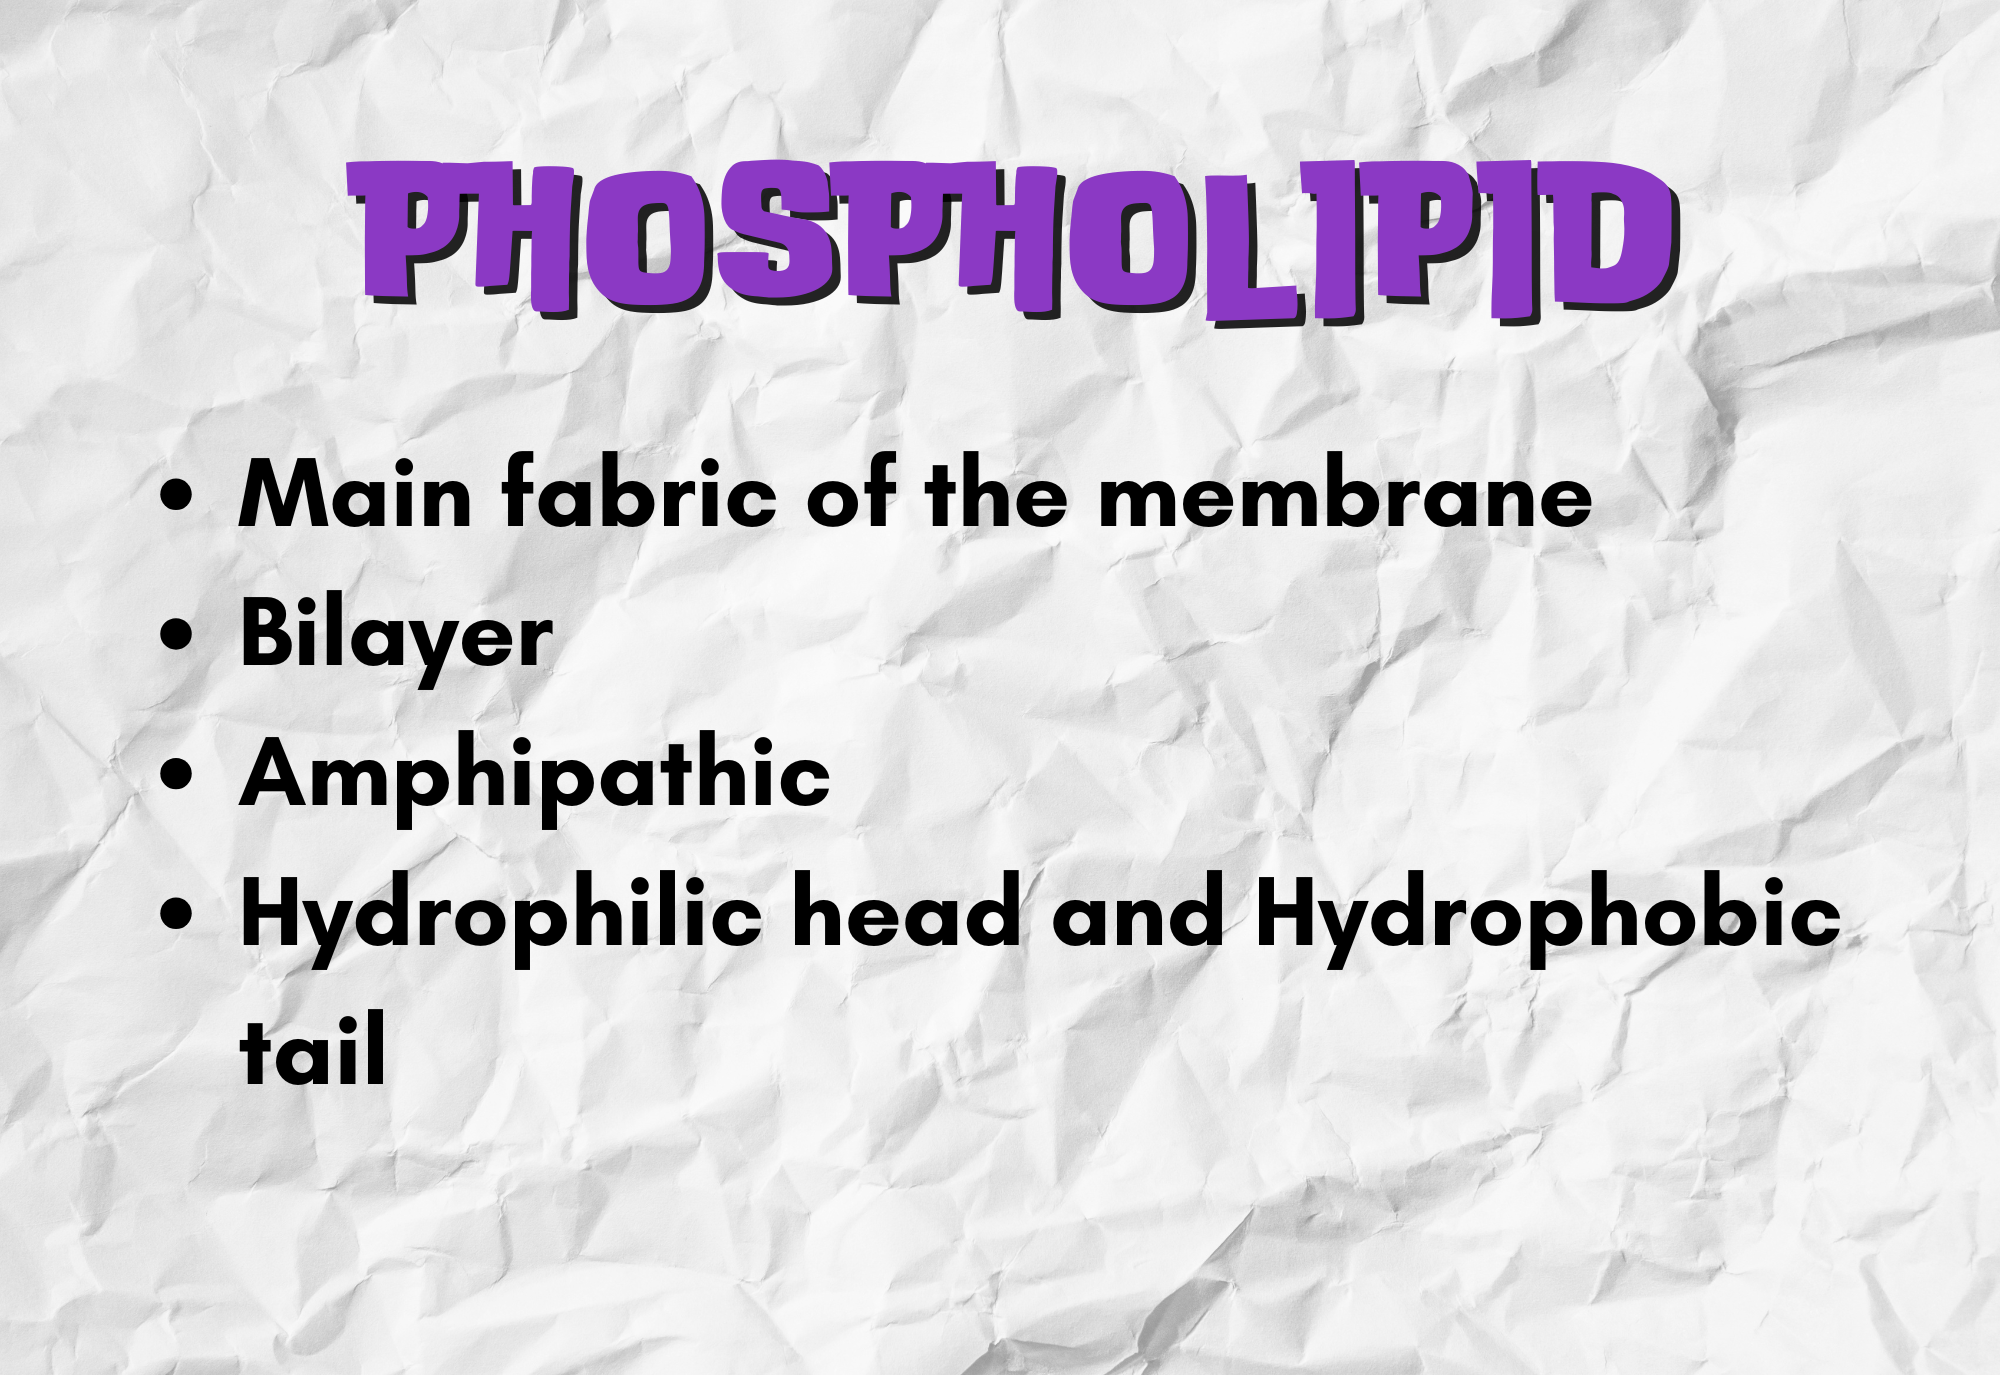 PHOSPHOLIPID
• Main fabric of the membrane
• Bilayer
• Amphipathic
• Hydrophilic head and Hydrophobic
tail